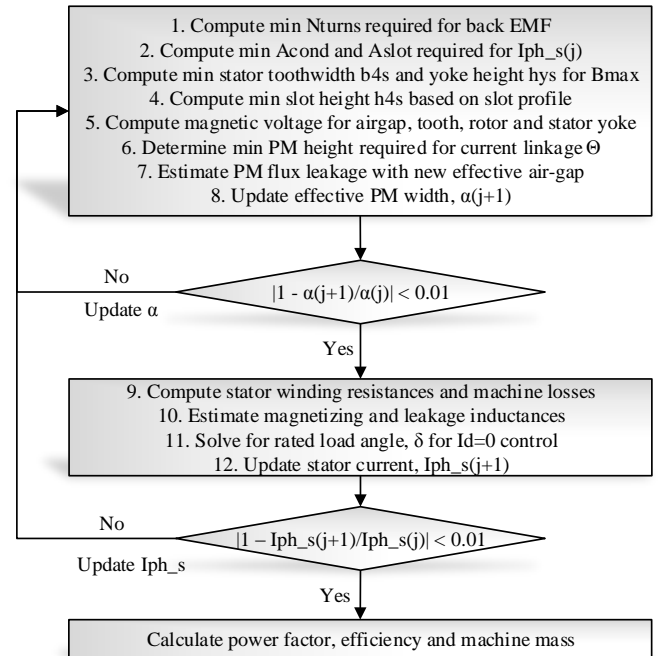 1. Compute min Nturns required for back EMF
2. Compute min Acond and Aslot required for Iph_s(j)
3. Compute min stator toothwidth b4s and yoke height hys for Bmax
4. Compute min slot height h4s based on slot profile
5. Compute magnetic voltage for airgap, tooth, rotor and stator yoke
6. Determine min PM height required for current linkage Θ
7. Estimate PM flux leakage with new effective air-gap
8. Update effective PM width, α(j+1)
No
|1 - α(j+1)/α(j)| < 0.01
Update α
Yes
9. Compute stator winding resistances and machine losses
10. Estimate magnetizing and leakage inductances
11. Solve for rated load angle, δ for Id=0 control
12. Update stator current, Iph_s(j+1)
No
|1 – Iph_s(j+1)/Iph_s(j)| < 0.01
Update Iph_s
Yes
Calculate power factor, efficiency and machine mass